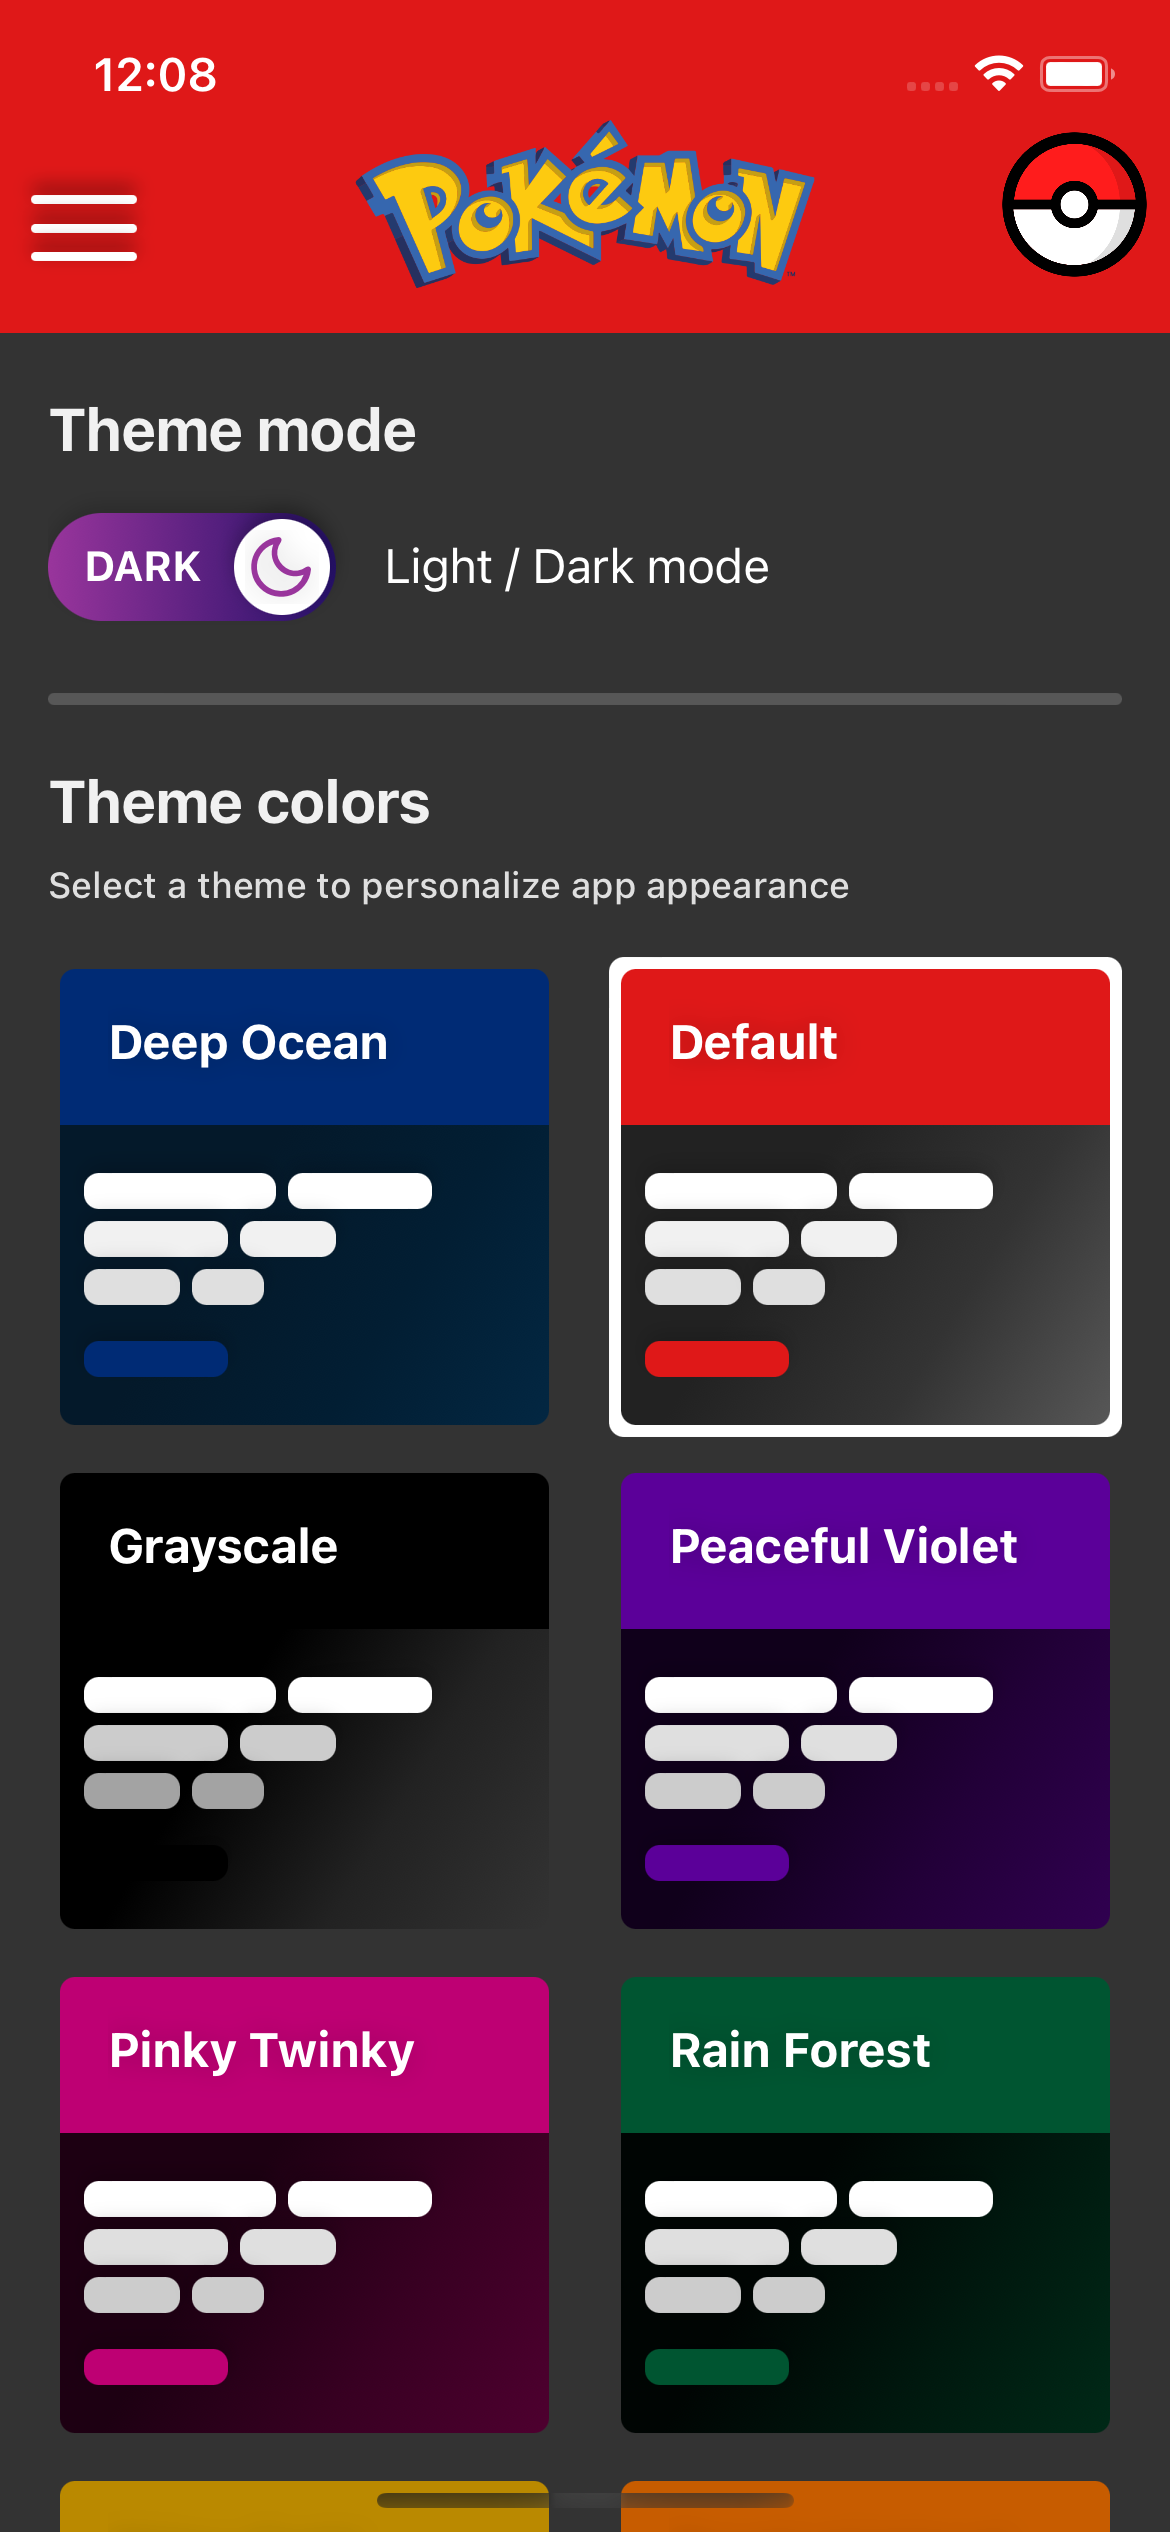 12:08
Pokémon
TM
Theme mode
DARK
Light / Dark mode
Theme colors
Select a theme to personalize app appearance
Deep Ocean
Default
Grayscale
Peaceful Violet
Pinky Twinky
Rain Forest